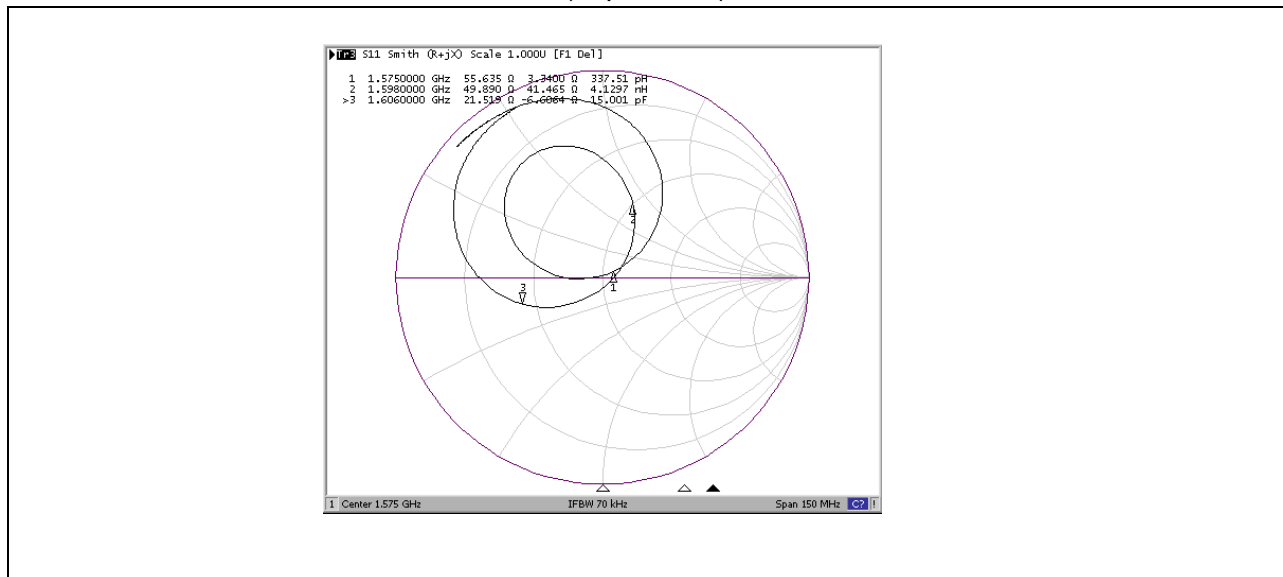 ▶Tr3 S11 Smith (R+jX) Scale 1.000U [F1 Del]
1 1.5750000 GHz 55.635 Ω 3.3400 Ω 337.51 pH
2 1.5980000 GHz 49.890 Ω 41.465 Ω 4.1297 nH
>3 1.6060000 GHz 21.519 Ω -6.6064 Ω 15.001 pF
2
3
1
1 Center 1.575 GHz IFBW 70 kHz Span 150 MHz C? !